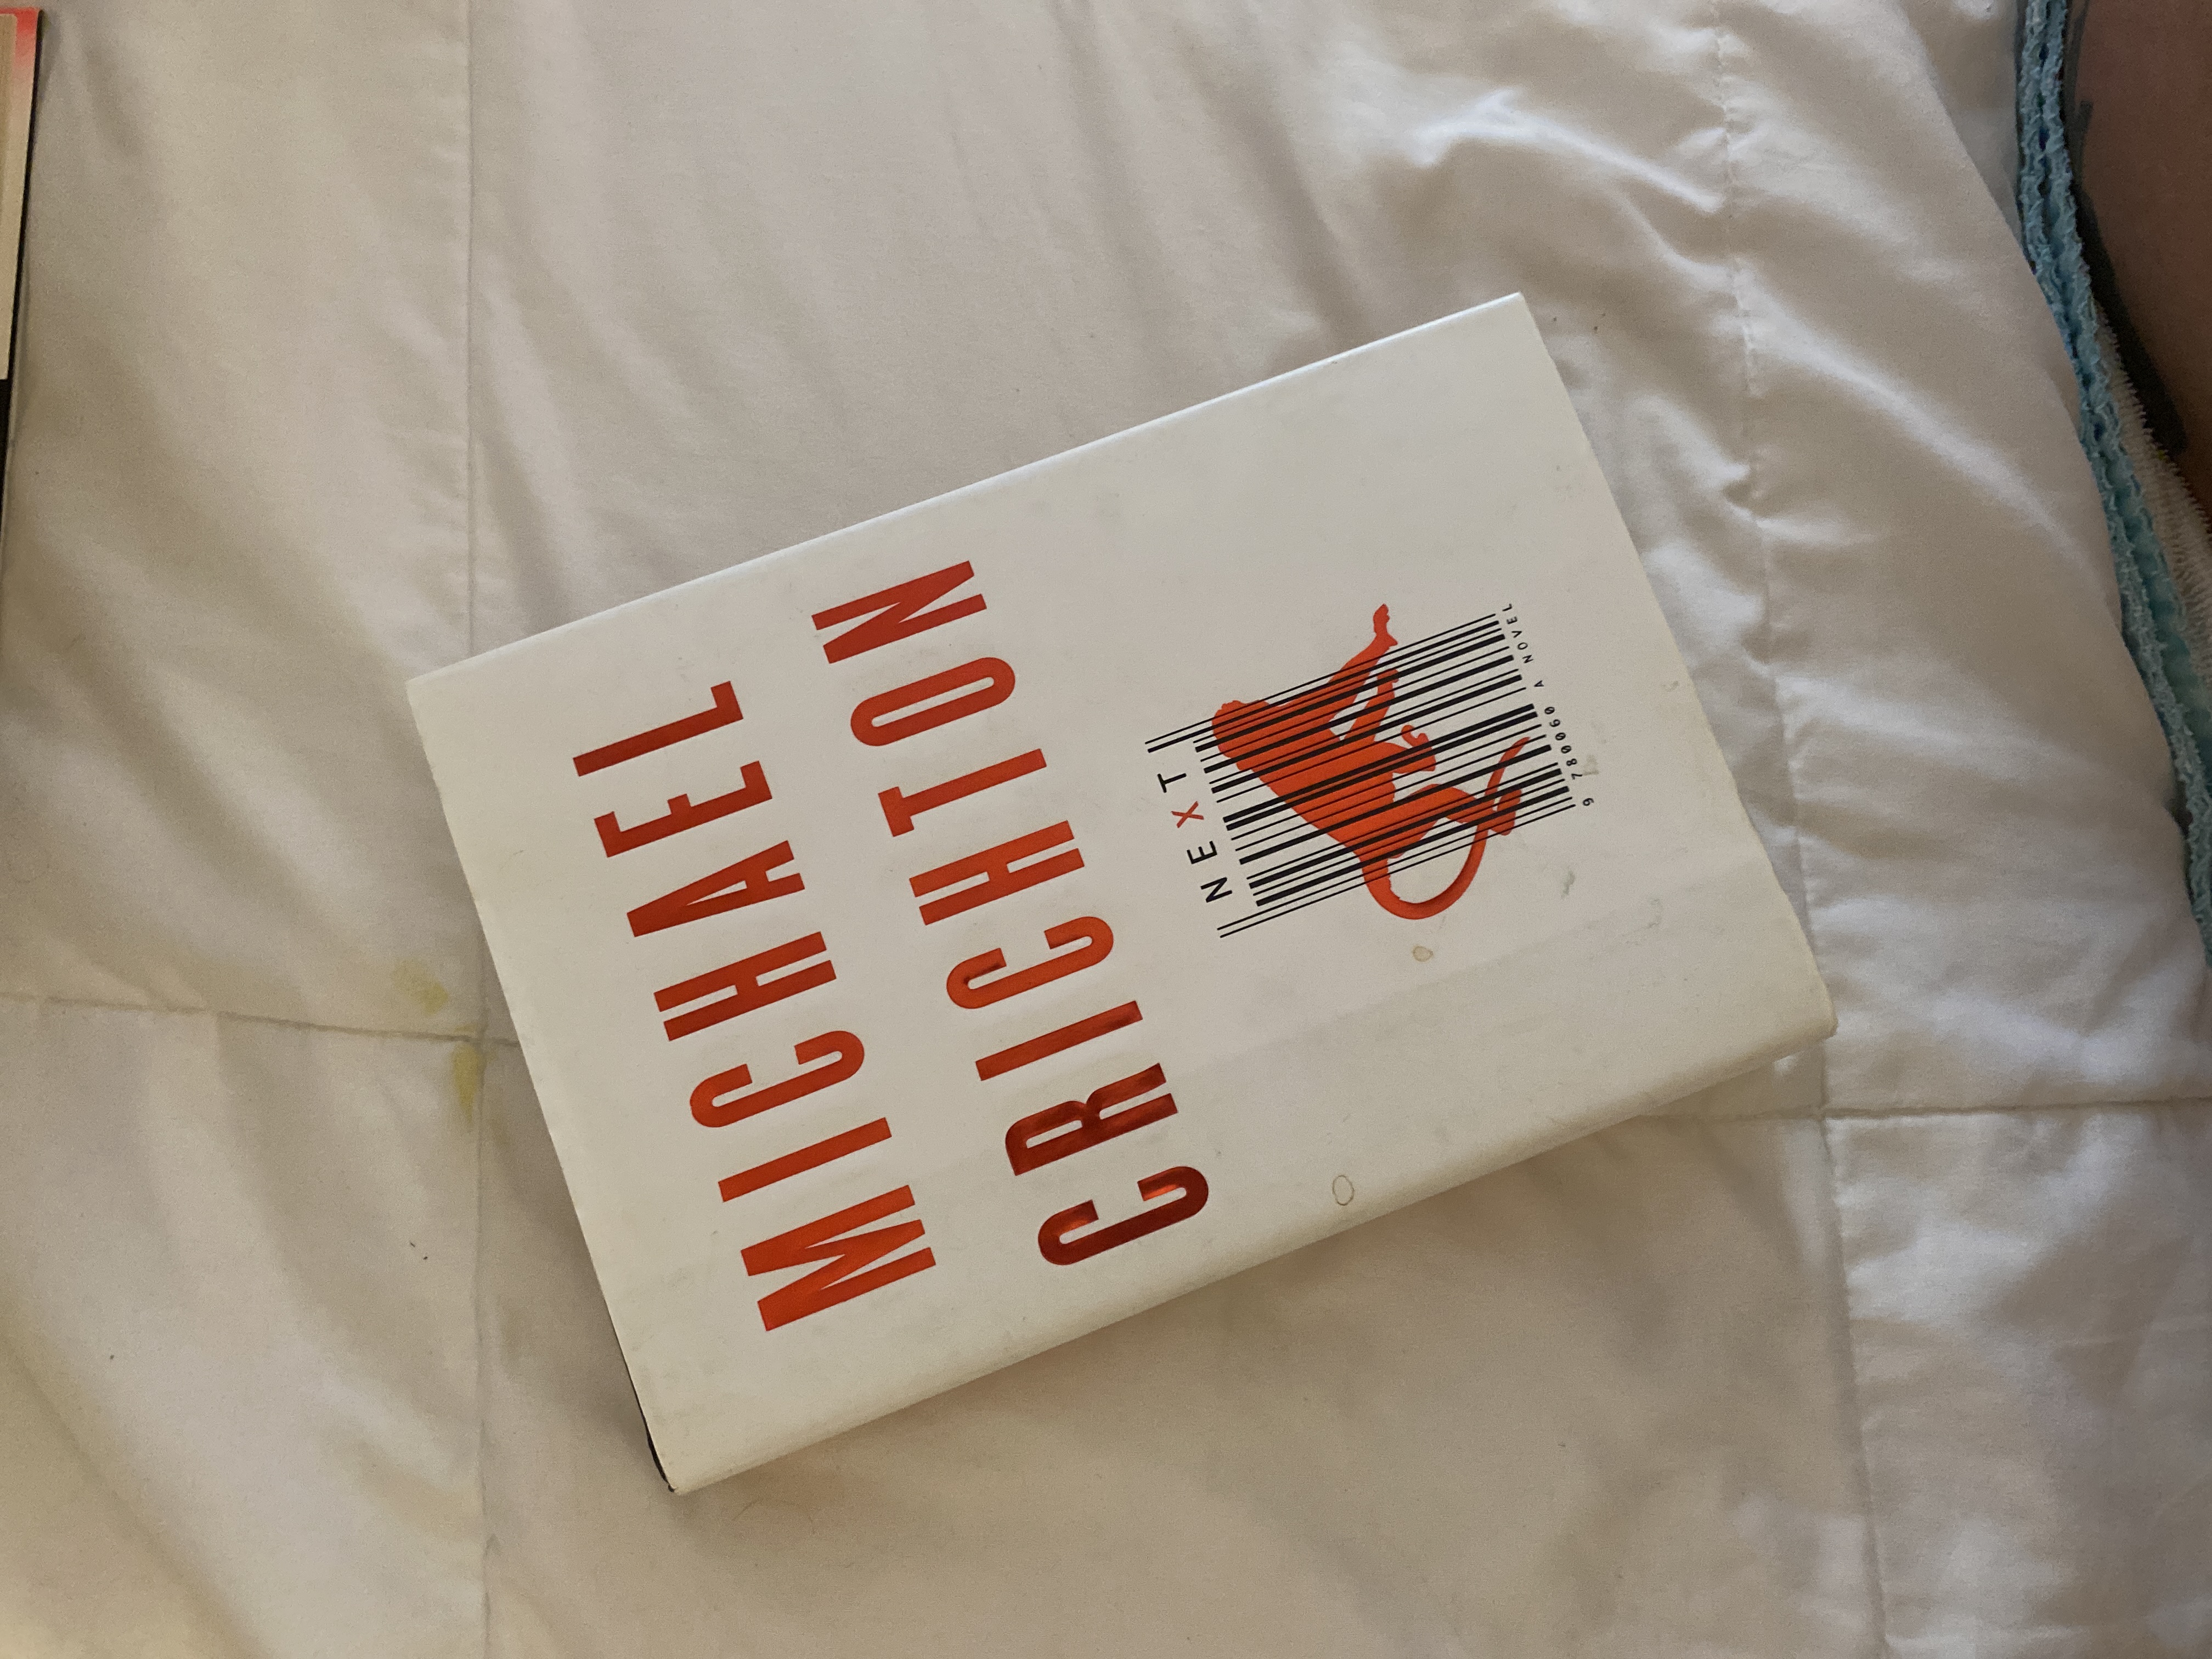 MICHAEL
CRICHTON
NEXT
9 780060 A NOVEL